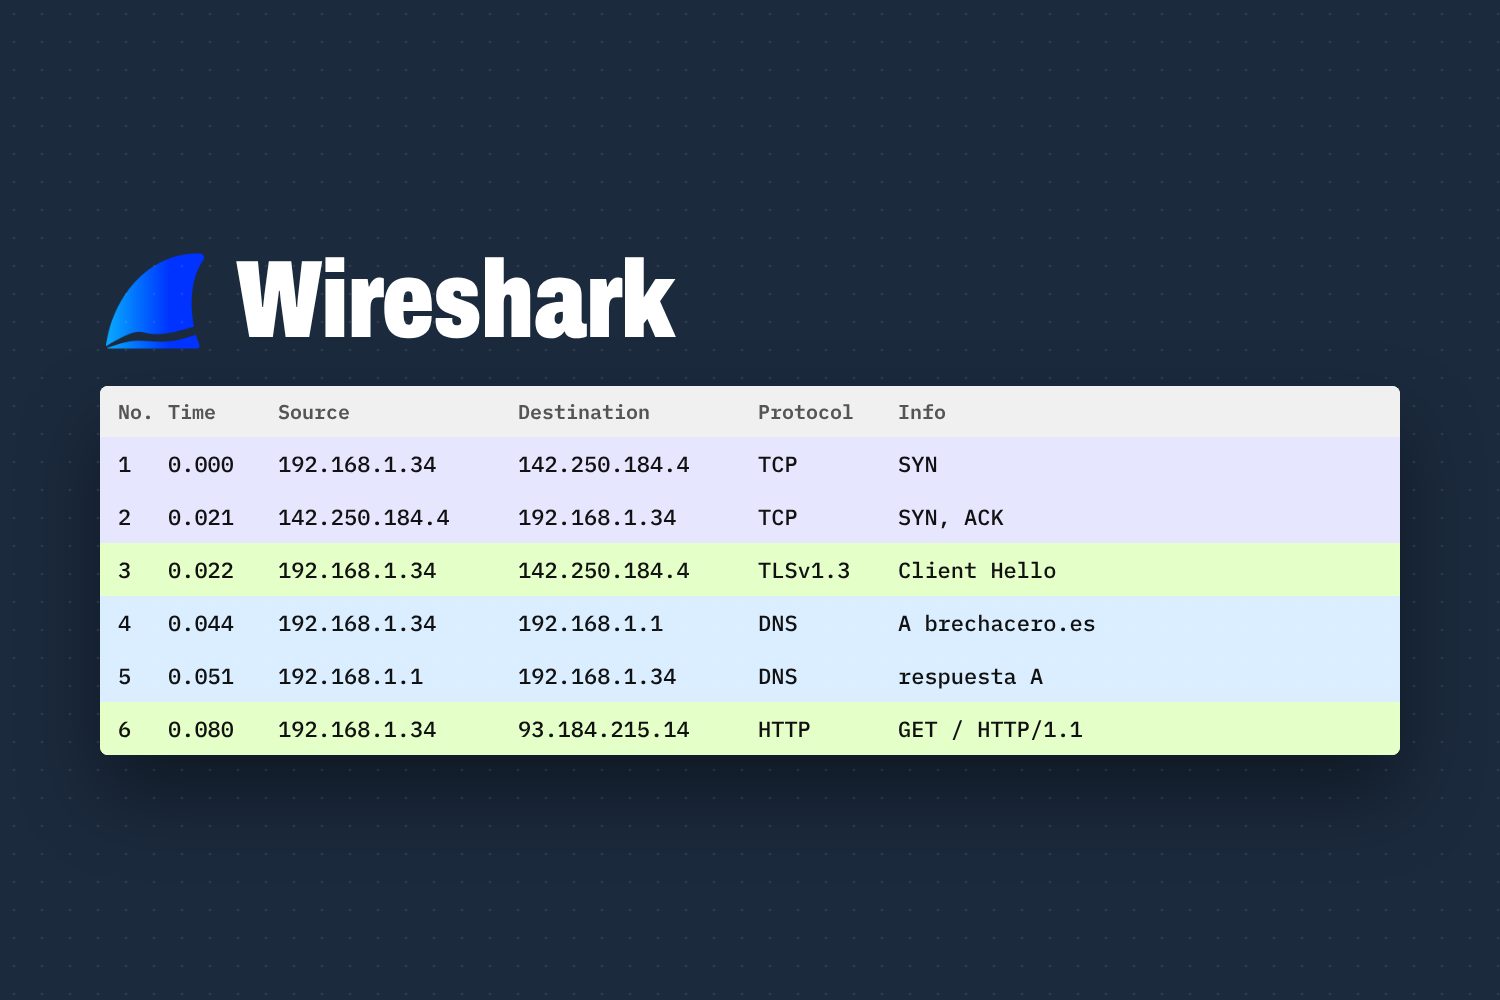 Wireshark
No. Time Source Destination Protocol Info
1 0.000 192.168.1.34 142.250.184.4 TCP SYN
2 0.021 142.250.184.4 192.168.1.34 TCP SYN, ACK
3 0.022 192.168.1.34 142.250.184.4 TLSv1.3 Client Hello
4 0.044 192.168.1.34 192.168.1.1 DNS A brechacero.es
5 0.051 192.168.1.1 192.168.1.34 DNS respuesta A
6 0.080 192.168.1.34 93.184.215.14 HTTP GET / HTTP/1.1